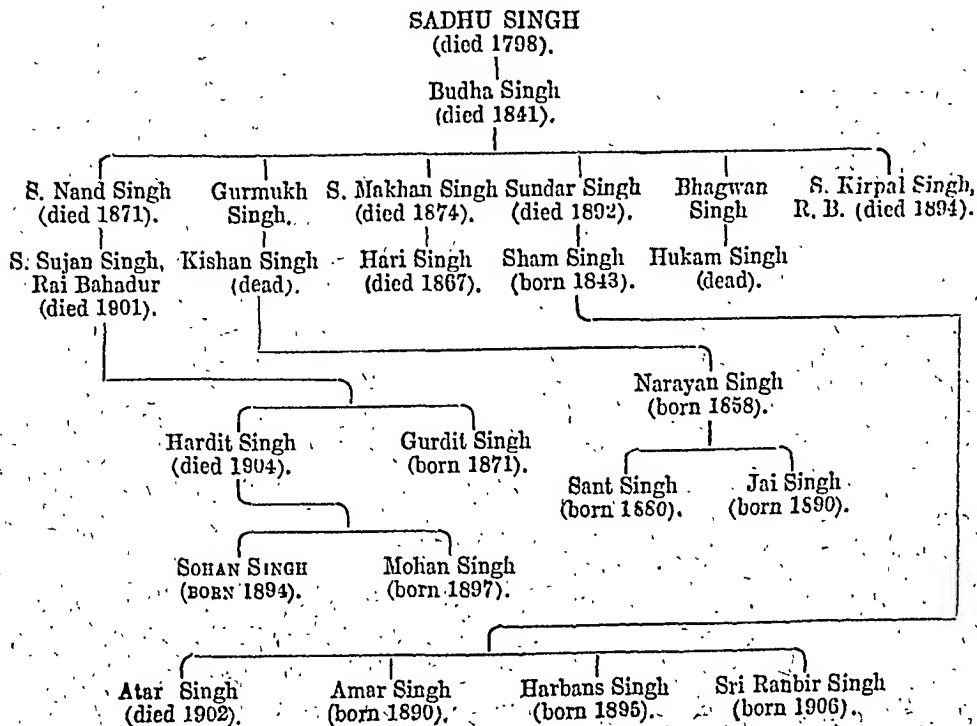 SADHU SINGH
(died 1798).
Budha Singh
(died 1841).
S. Nand Singh Gurmukh S. Makhan Singh Sundar Singh Bhagwan S. Kirpal Singh,
(died 1871). Singh. (died 1874). (died 1892). Singh R. B. (died 1894).
S. Sujan Singh, Kishan Singh Hari Singh Sham Singh Hukam Singh
Rai Bahadur (dead). (died 1867). (born 1843). (dead).
(died 1901).
Narayan Singh
(born 1858).
Hardit Singh Gurdit Singh
(died 1904). (born 1871).
Sant Singh Jai Singh
(born 1880). (born 1890).
SOHAN SINGH Mohan Singh
(BORN 1894). (born 1897).
Atar Singh Amar Singh Harbans Singh Sri Ranbir Singh
(died 1902). (born 1890). (born 1895). (born 1906).